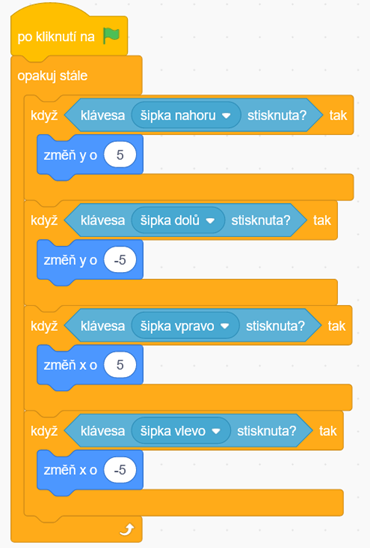 po kliknutí na
opakuj stále
když klávesa šipka nahoru stisknuta? tak
změň y o 5
když klávesa šipka dolů stisknuta? tak
změň y o -5
když klávesa šipka vpravo stisknuta? tak
změň x o 5
když klávesa šipka vlevo stisknuta? tak
změň x o -5